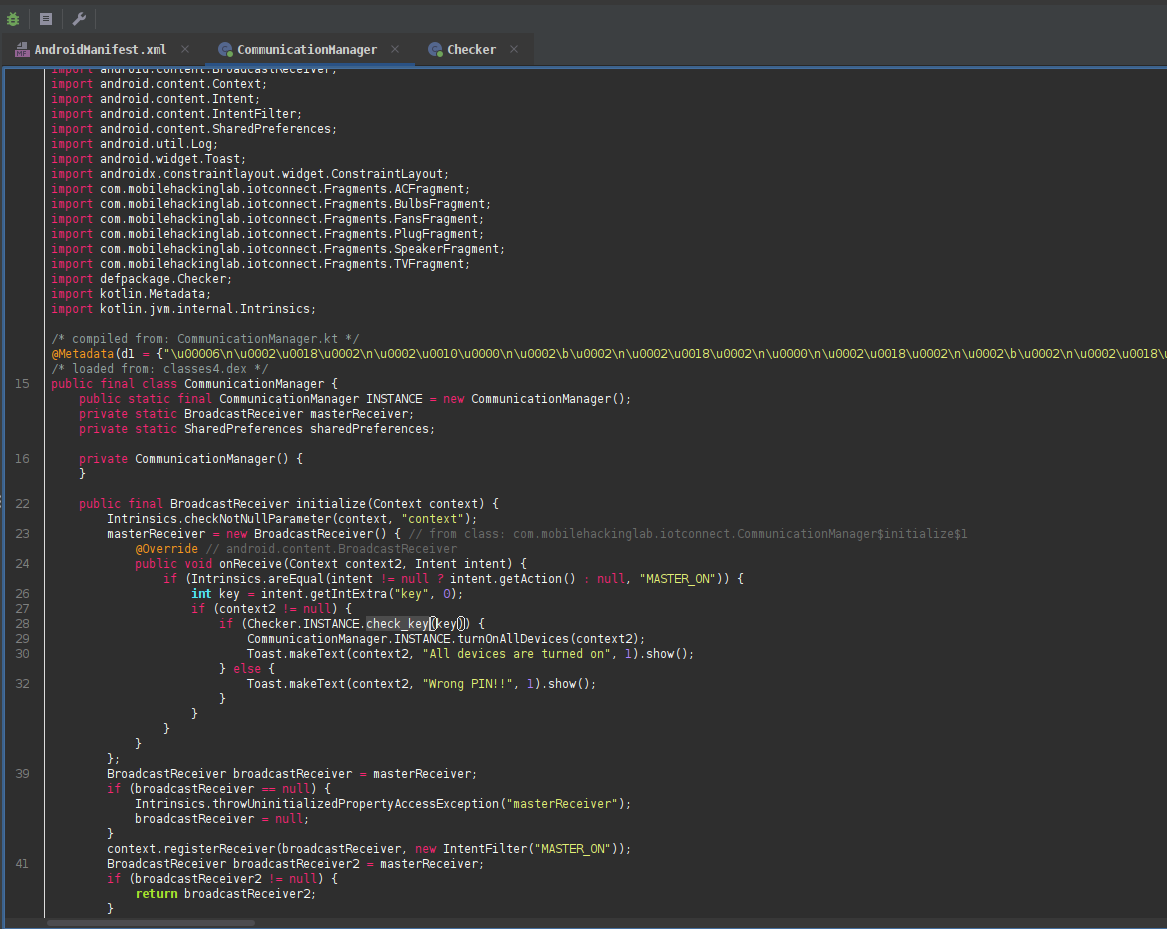 AndroidManifest.xml
CommunicationManager
Checker
import android.content.BroadcastReceiver;
import android.content.Context;
import android.content.Intent;
import android.content.IntentFilter;
import android.content.SharedPreferences;
import android.util.Log;
import android.widget.Toast;
import androidx.constraintlayout.widget.ConstraintLayout;
import com.mobilehackinglab.iotconnect.Fragments.ACFragment;
import com.mobilehackinglab.iotconnect.Fragments.BulbsFragment;
import com.mobilehackinglab.iotconnect.Fragments.FansFragment;
import com.mobilehackinglab.iotconnect.Fragments.PlugFragment;
import com.mobilehackinglab.iotconnect.Fragments.SpeakerFragment;
import com.mobilehackinglab.iotconnect.Fragments.TVFragment;
import defpackage.Checker;
import kotlin.Metadata;
import kotlin.jvm.internal.Intrinsics;
/* compiled from: CommunicationManager.kt */
@Metadata(d1 = {"\u00006\n\u0002\u0018\u0002\n\u0002\u0010\u0000\n\u0002\b\u0002\n\u0002\u0018\u0002\n\u0000\n\u0002\u0018\u0002\n\u0002\b\u0002\n\u0002\u0018\u
/* loaded from: classes4.dex */
15 public final class CommunicationManager {
public static final CommunicationManager INSTANCE = new CommunicationManager();
private static BroadcastReceiver masterReceiver;
private static SharedPreferences sharedPreferences;
16 private CommunicationManager() {
}
22 public final BroadcastReceiver initialize(Context context) {
Intrinsics.checkNotNullParameter(context, "context");
23 masterReceiver = new BroadcastReceiver() { // from class: com.mobilehackinglab.iotconnect.CommunicationManager$initialize$1
@Override // android.content.BroadcastReceiver
24 public void onReceive(Context context2, Intent intent) {
if (Intrinsics.areEqual(intent != null ? intent.getAction() : null, "MASTER_ON")) {
26 int key = intent.getIntExtra("key", 0);
27 if (context2 != null) {
28 if (Checker.INSTANCE.check_key(key)) {
29 CommunicationManager.INSTANCE.turnOnAllDevices(context2);
30 Toast.makeText(context2, "All devices are turned on", 1).show();
} else {
32 Toast.makeText(context2, "Wrong PIN!!", 1).show();
}
}
}
}
};
39 BroadcastReceiver broadcastReceiver = masterReceiver;
if (broadcastReceiver == null) {
Intrinsics.throwUninitializedPropertyAccessException("masterReceiver");
broadcastReceiver = null;
}
context.registerReceiver(broadcastReceiver, new IntentFilter("MASTER_ON"));
41 BroadcastReceiver broadcastReceiver2 = masterReceiver;
if (broadcastReceiver2 != null) {
return broadcastReceiver2;
}